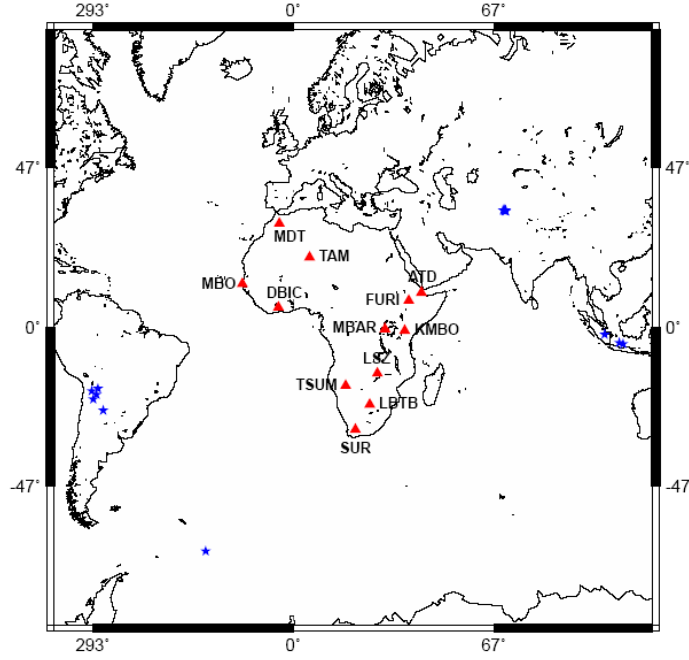 293° 0° 67°
47° 47°
MDT
TAM
MBO
DBIC
ATD
FURI
MBAR
KMBO
0° 0°
LSZ
TSUM
LBTB
SUR
-47° -47°
293° 0° 67°